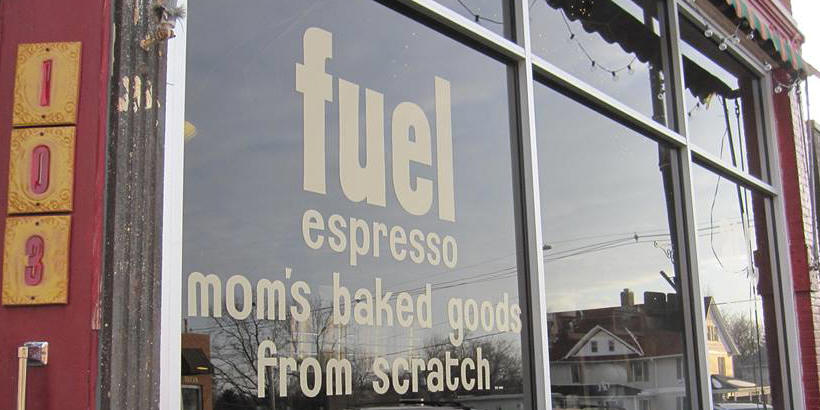 1
0
3
fuel
espresso
mom's baked goods
from scratch...